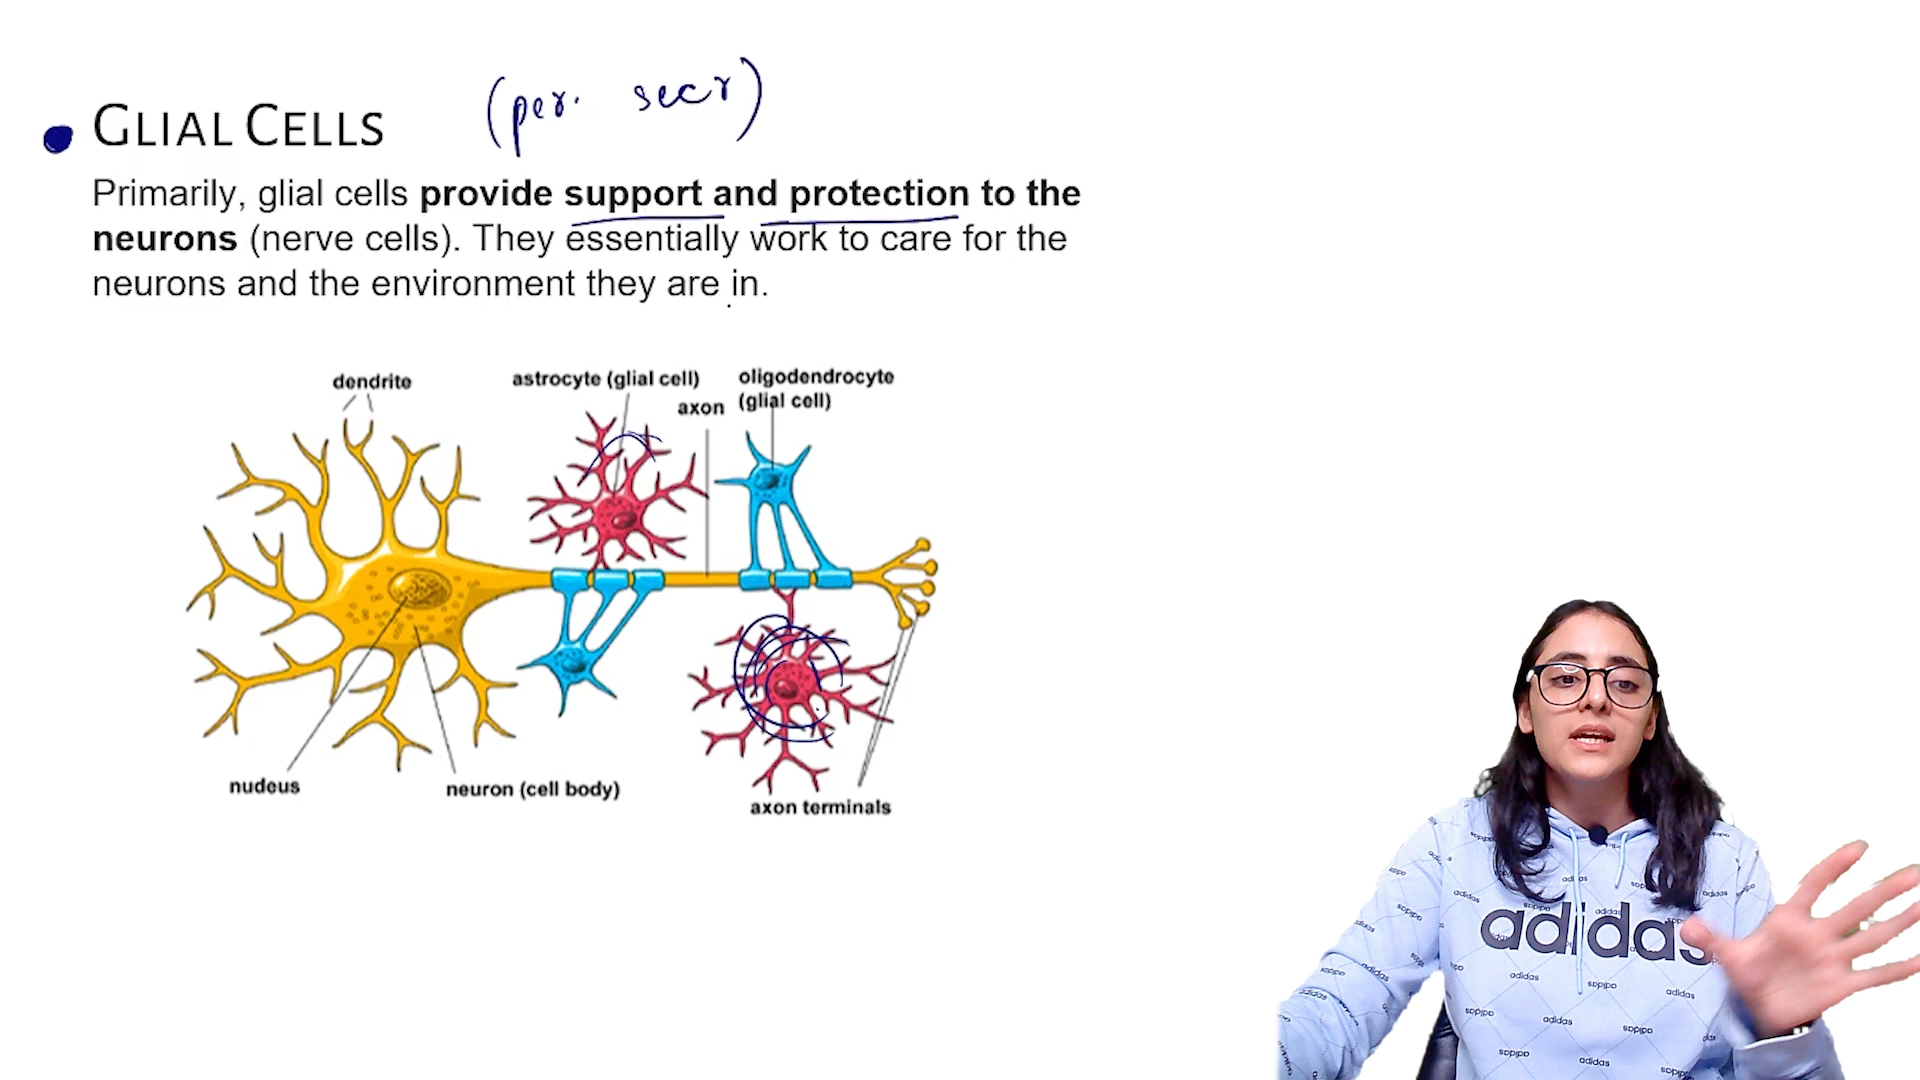 GLIAL CELLS (per. secr)
Primarily, glial cells provide support and protection to the
neurons (nerve cells). They essentially work to care for the
neurons and the environment they are in.
dendrite
astrocyte (glial cell)
axon
oligodendrocyte
(glial cell)
nudeus
neuron (cell body)
axon terminals
adidas